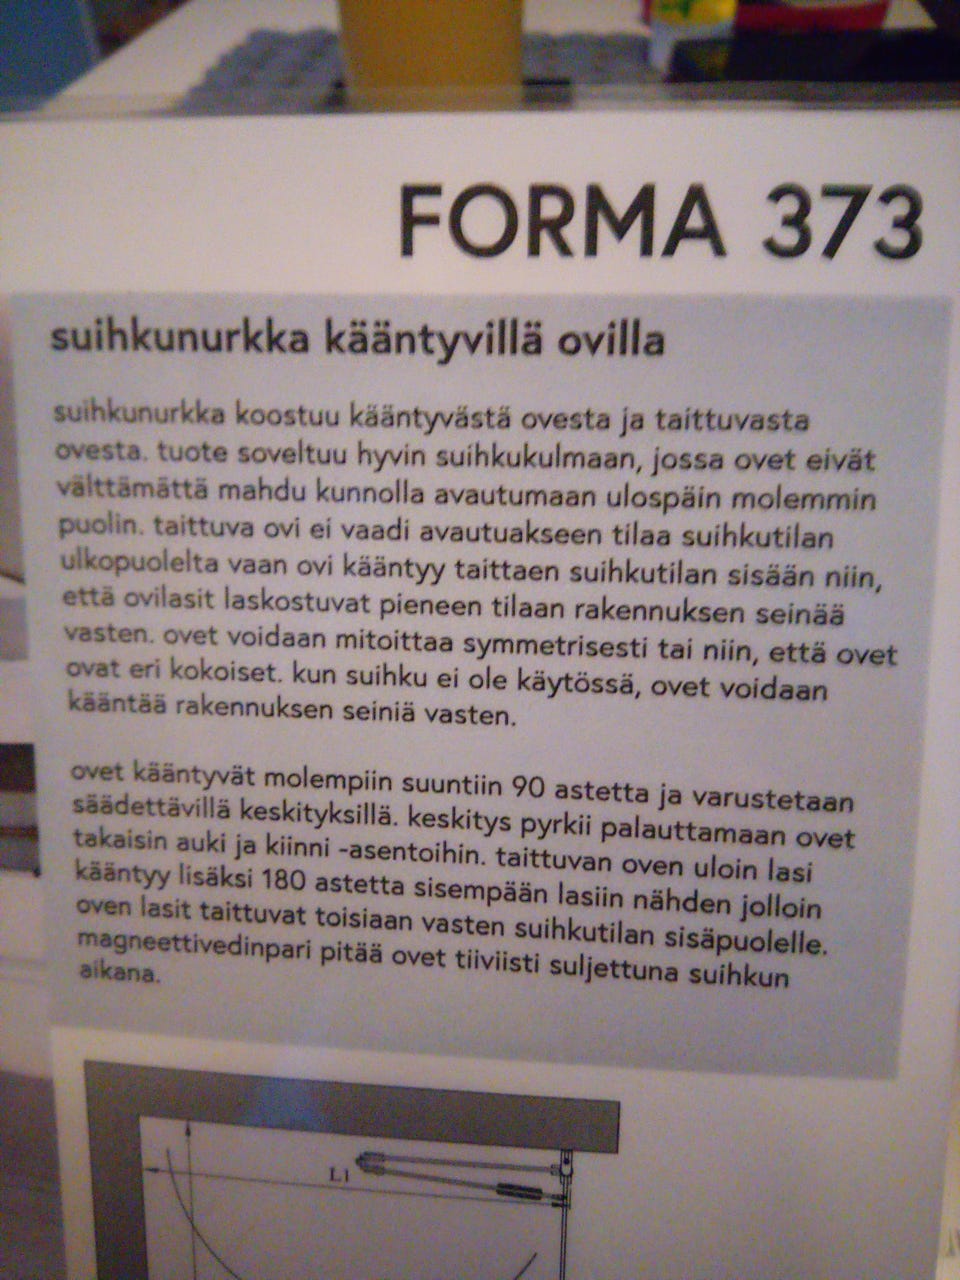 FORMA 373
suihkunurkka kääntyvillä ovilla
suihkunurkka koostuu kääntyvästä ovesta ja taittuvasta
ovesta. tuote soveltuu hyvin suihkukulmaan, jossa ovet eivät
välttämättä mahdu kunnolla avautumaan ulospäin molemmin
puolin. taittuva ovi ei vaadi avautuakseen tilaa suihkutilan
ulkopuolelta vaan ovi kääntyy taittaen suihkutilan sisään niin,
että ovilasit laskostuvat pieneen tilaan rakennuksen seinää
vasten. ovet voidaan mitoittaa symmetrisesti tai niin, että ovet
ovat eri kokoiset. kun suihku ei ole käytössä, ovet voidaan
kääntää rakennuksen seiniä vasten.
ovet kääntyvät molempiin suuntiin 90 astetta ja varustetaan
säädettävillä keskityksillä. keskitys pyrkii palauttamaan ovet
takaisin auki ja kiinni -asentoihin. taittuvan oven uloin lasi
kääntyy lisäksi 180 astetta sisempään lasiin nähden jolloin
oven lasit taittuvat toisiaan vasten suihkutilan sisäpuolelle.
magneettivedinpari pitää ovet tiiviisti suljettuna suihkun
aikana.
L1